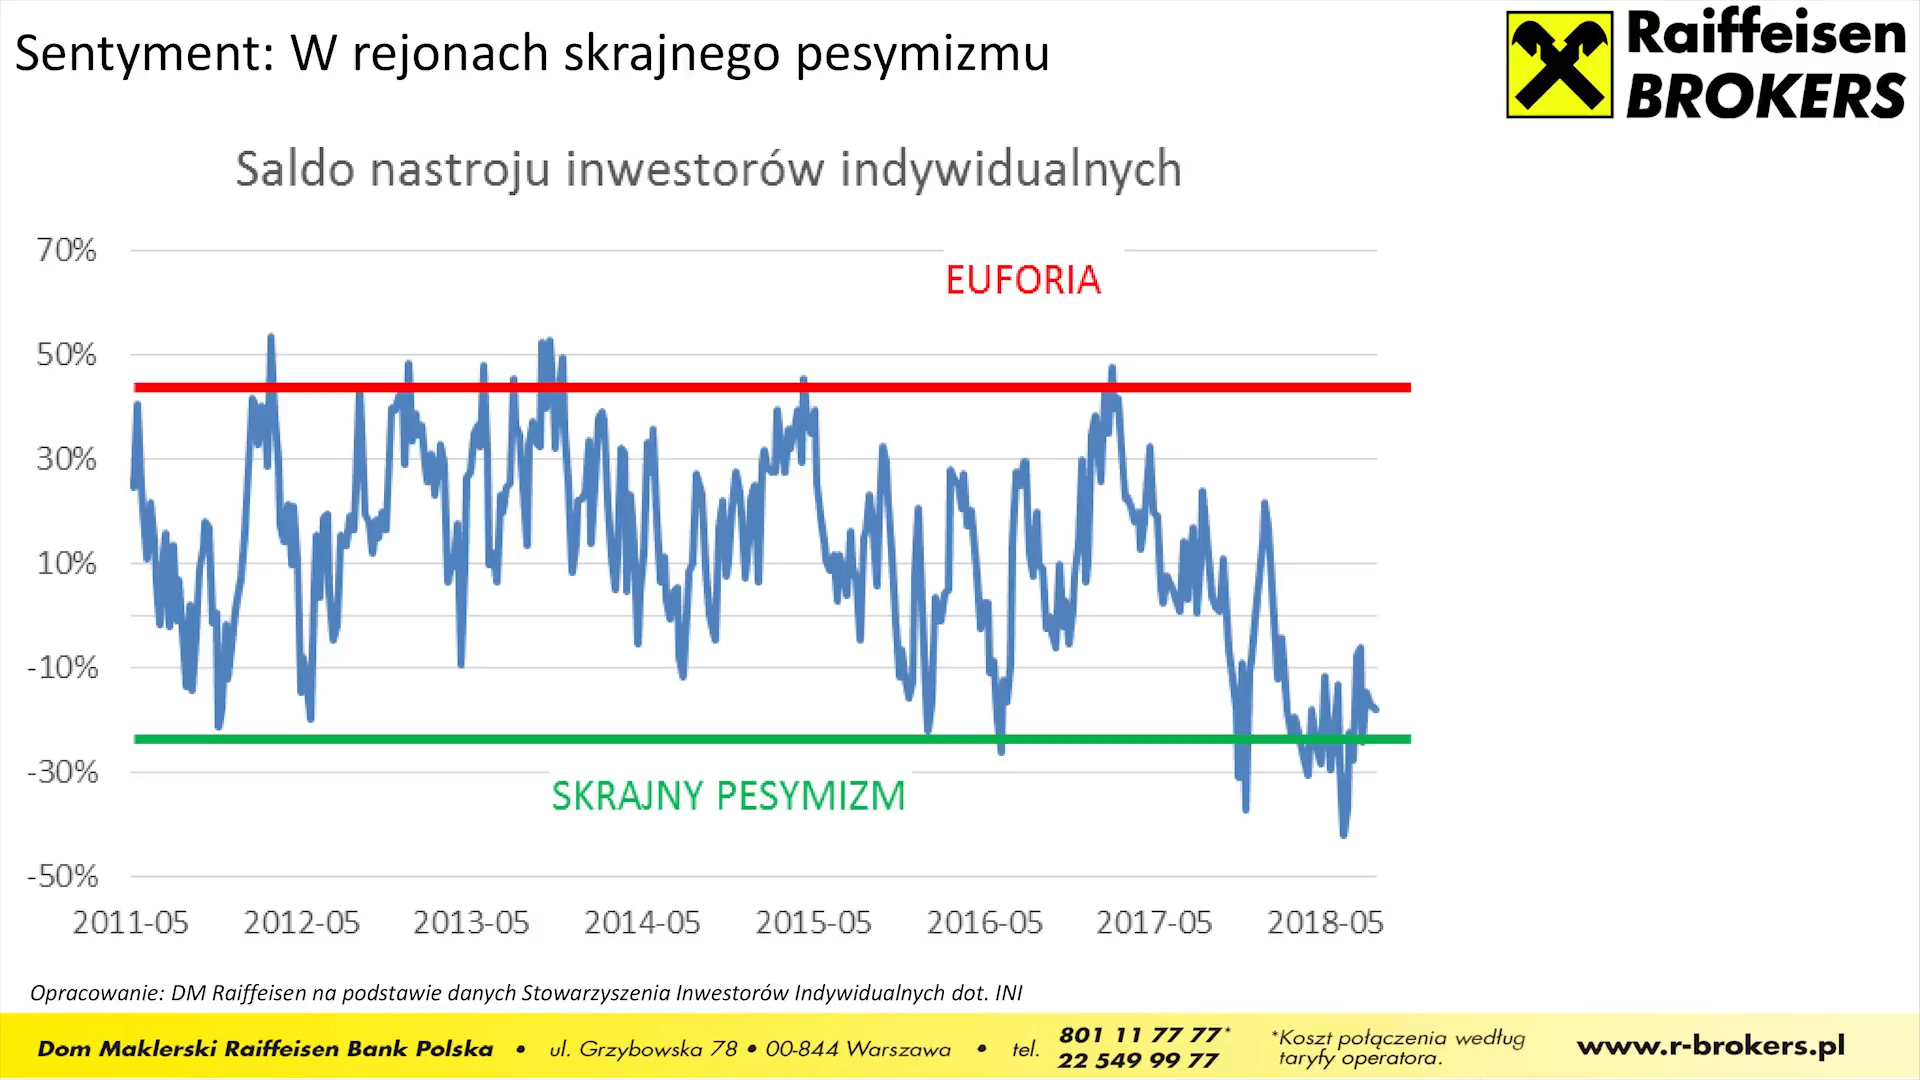 Sentyment: W rejonach skrajnego pesymizmu
Raiffeisen
BROKERS
Saldo nastroju inwestorów indywidualnych
70%
EUFORIA
50%
30%
10%
-10%
-30%
SKRAJNY PESYMIZM
-50%
2011-05 2012-05 2013-05 2014-05 2015-05 2016-05 2017-05 2018-05
Opracowanie: DM Raiffeisen na podstawie danych Stowarzyszenia Inwestorów Indywidualnych dot. INI
Dom Maklerski Raiffeisen Bank Polska • ul. Grzybowska 78 • 00-844 Warszawa • tel.
801 11 77 77*
22 549 99 77
*Koszt połączenia według
taryfy operatora.
www.r-brokers.pl